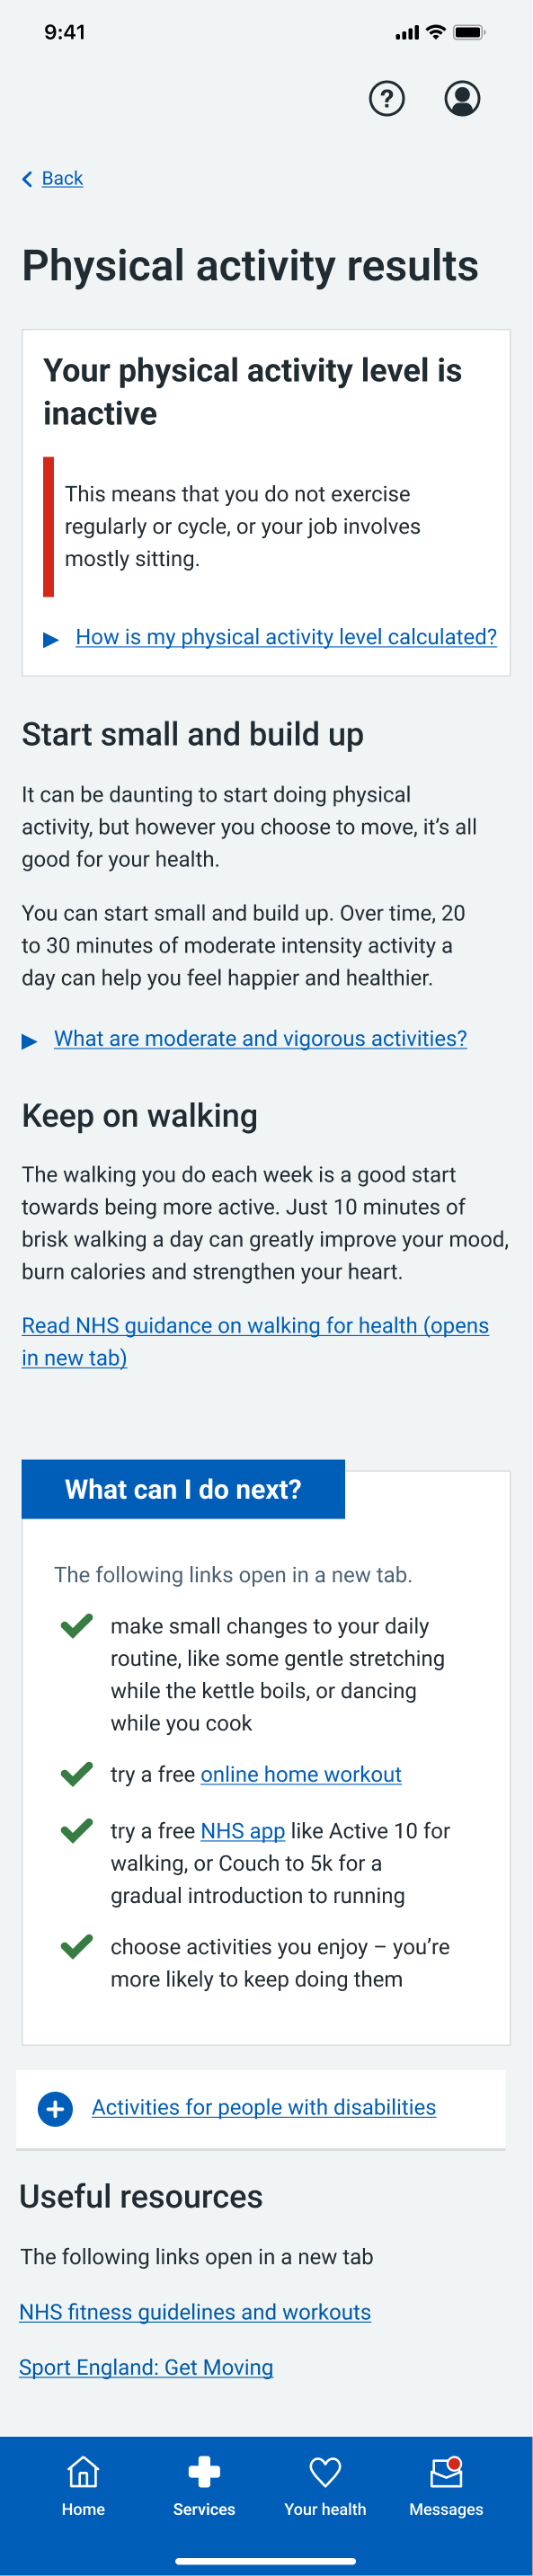 9:41
?
Back
Physical activity results
Your physical activity level is
inactive
This means that you do not exercise
regularly or cycle, or your job involves
mostly sitting.
How is my physical activity level calculated?
Start small and build up
It can be daunting to start doing physical
activity, but however you choose to move, it’s all
good for your health.
You can start small and build up. Over time, 20
to 30 minutes of moderate intensity activity a
day can help you feel happier and healthier.
What are moderate and vigorous activities?
Keep on walking
The walking you do each week is a good start
towards being more active. Just 10 minutes of
brisk walking a day can greatly improve your mood,
burn calories and strengthen your heart.
Read NHS guidance on walking for health (opens
in new tab)
What can I do next?
The following links open in a new tab.
make small changes to your daily
routine, like some gentle stretching
while the kettle boils, or dancing
while you cook
try a free online home workout
try a free NHS app like Active 10 for
walking, or Couch to 5k for a
gradual introduction to running
choose activities you enjoy – you’re
more likely to keep doing them
Activities for people with disabilities
Useful resources
The following links open in a new tab
NHS fitness guidelines and workouts
Sport England: Get Moving
Home Services Your health Messages